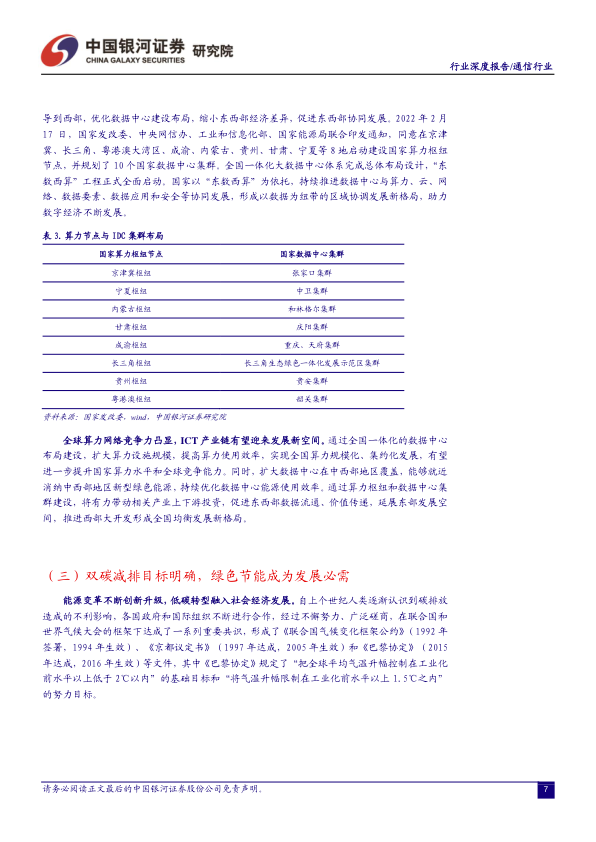 中国银河证券 研究院
CHINA GALAXY SECURITIES
行业深度报告/通信行业
导到西部，优化数据中心建设布局，缩小东西部经济差异，促进东西部协同发展。2022 年 2 月
17 日，国家发改委、中央网信办、工业和信息化部、国家能源局联合印发通知，同意在京津
冀、长三角、粤港澳大湾区、成渝、内蒙古、贵州、甘肃、宁夏等 8 地启动建设国家算力枢纽
节点，并规划了 10 个国家数据中心集群。全国一体化大数据中心体系完成总体布局设计，“东
数西算”工程正式全面启动。国家以“东数西算”为依托，持续推进数据中心与算力、云、网
络、数据要素、数据应用和安全等协同发展，形成以数据为纽带的区域协调发展新格局，助力
数字经济不断发展。
表 3. 算力节点与 IDC 集群布局
国家算力枢纽节点 国家数据中心集群
京津冀枢纽 张家口集群
宁夏枢纽 中卫集群
内蒙古枢纽 和林格尔集群
甘肃枢纽 庆阳集群
成渝枢纽 重庆、天府集群
长三角枢纽 长三角生态绿色一体化发展示范区集群
贵州枢纽 贵安集群
粤港澳枢纽 韶关集群
资料来源：国家发改委，wind，中国银河证券研究院
全球算力网络竞争力凸显，ICT 产业链有望迎来发展新空间。通过全国一体化的数据中心
布局建设，扩大算力设施规模，提高算力使用效率，实现全国算力规模化、集约化发展，有望
进一步提升国家算力水平和全球竞争能力。同时，扩大数据中心在中西部地区覆盖，能够就近
消纳中西部地区新型绿色能源，持续优化数据中心能源使用效率。通过算力枢纽和数据中心集
群建设，将有力带动相关产业上下游投资，促进东西部数据流通，价值传递，延展东部发展空
间，推进西部大开发形成全国均衡发展新格局。
（三）双碳减排目标明确，绿色节能成为发展必需
能源变革不断创新升级，低碳转型融入社会经济发展。自上个世纪人类逐渐认识到碳排放
造成的不利影响，各国政府和国际组织不断进行合作，经过不懈努力、广泛磋商，在联合国和
世界气候大会的框架下达成了一系列重要共识，形成了《联合国气候变化框架公约》（1992 年
签署，1994 年生效）、《京都议定书》（1997 年达成，2005 年生效）和《巴黎协定》（2015
年达成，2016 年生效）等文件，其中《巴黎协定》规定了“把全球平均气温升幅控制在工业化
前水平以上低于 2℃以内”的基础目标和“将气温升幅限制在工业化前水平以上 1.5℃之内”
的努力目标。
请务必阅读正文最后的中国银河证券股份公司免责声明。
7